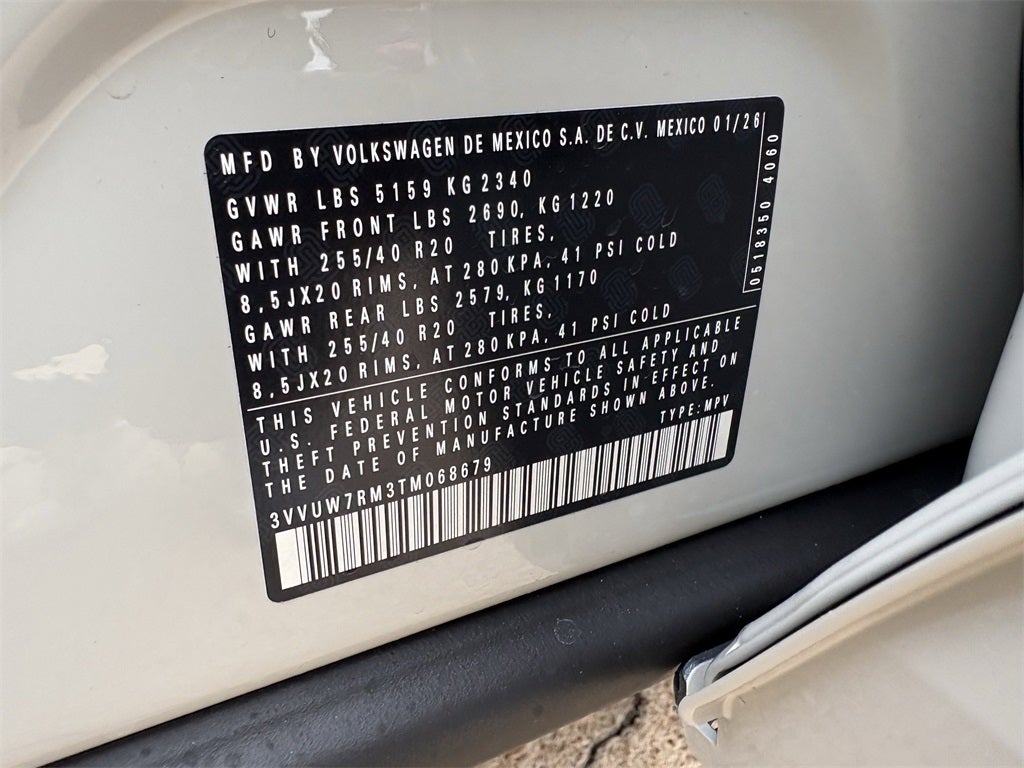 MFD BY VOLKSWAGEN DE MEXICO S.A. DE C.V. MEXICO 01/26
GVWR LBS 5159 KG 2340
GAWR FRONT LBS 2690, KG 1220
WITH 255/40 R20 TIRES,
8,5JX20 RIMS, AT 280 KPA, 41 PSI COLD
GAWR REAR LBS 2579, KG 1170
WITH 255/40 R20 TIRES,
8,5JX20 RIMS, AT 280 KPA, 41 PSI COLD
THIS VEHICLE CONFORMS TO ALL APPLICABLE
U.S. FEDERAL MOTOR VEHICLE SAFETY AND
THEFT PREVENTION STANDARDS IN EFFECT ON
THE DATE OF MANUFACTURE SHOWN ABOVE.
3VVUW7RM3TM068679 TYPE:MPV
0518350 4060